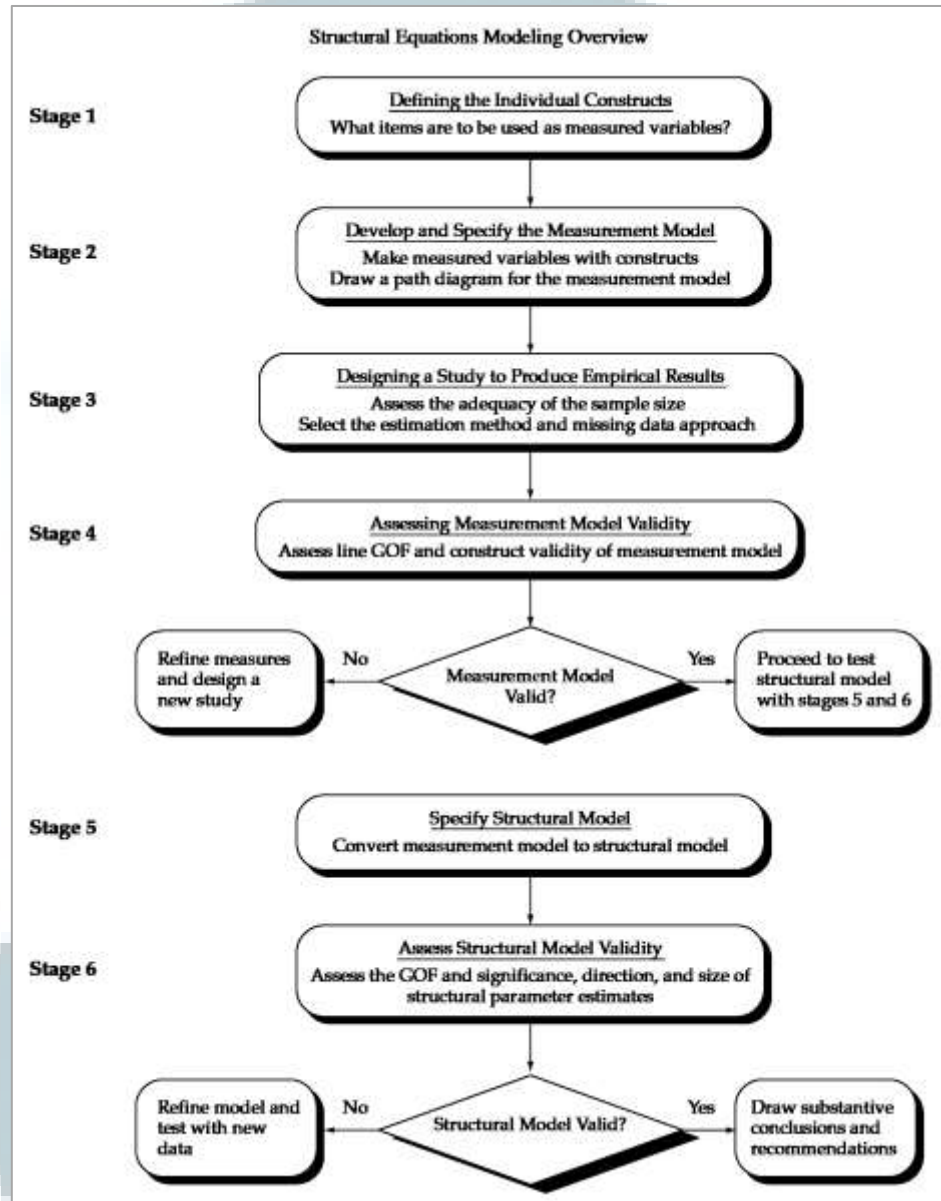 Structural Equations Modeling Overview
Stage 1
Defining the Individual Constructs
What items are to be used as measured variables?
Stage 2
Develop and Specify the Measurement Model
Make measured variables with constructs
Draw a path diagram for the measurement model
Stage 3
Designing a Study to Produce Empirical Results
Assess the adequacy of the sample size
Select the estimation method and missing data approach
Stage 4
Assessing Measurement Model Validity
Assess line GOF and construct validity of measurement model
Refine measures
and design a
new study
No
Measurement Model
Valid?
Yes
Proceed to test
structural model
with stages 5 and 6
Stage 5
Specify Structural Model
Convert measurement model to structural model
Stage 6
Assess Structural Model Validity
Assess the GOF and significance, direction, and size of
structural parameter estimates
Refine model and
test with new
data
No
Structural Model Valid?
Yes
Draw substantive
conclusions and
recommendations